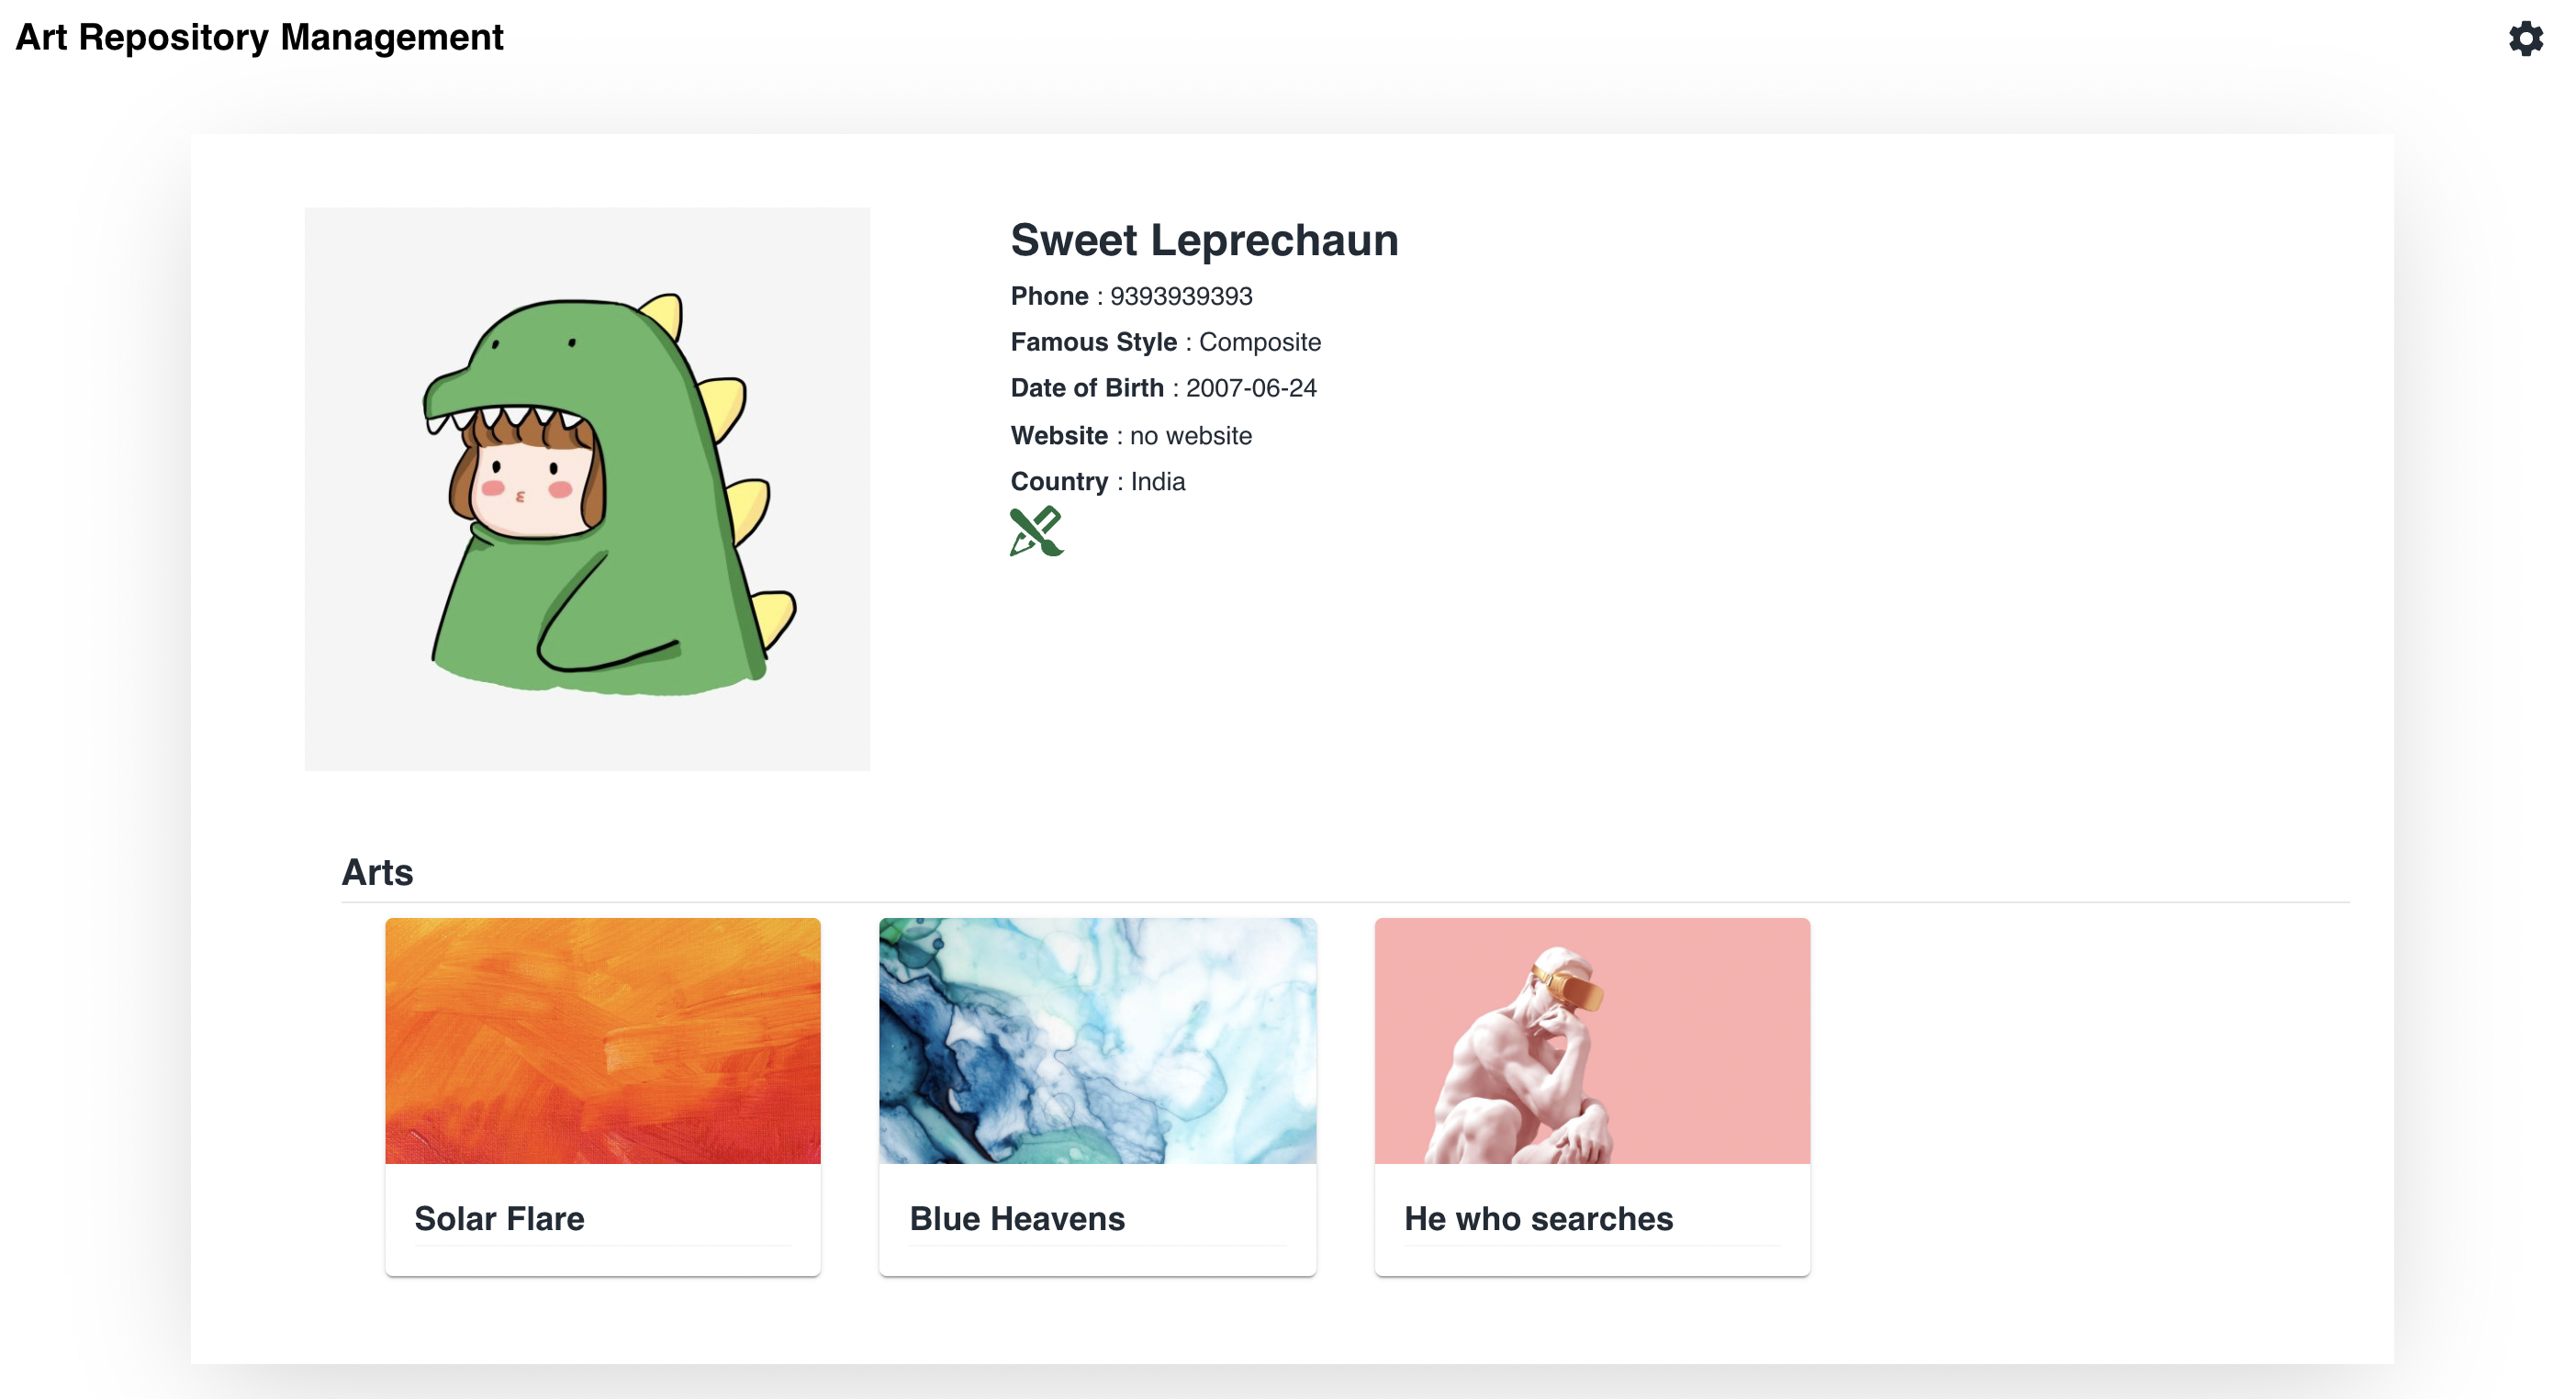 Art Repository Management
Sweet Leprechaun
Phone : 9393939393
Famous Style : Composite
Date of Birth : 2007-06-24
Website : no website
Country : India
Arts
Solar Flare
Blue Heavens
He who searches